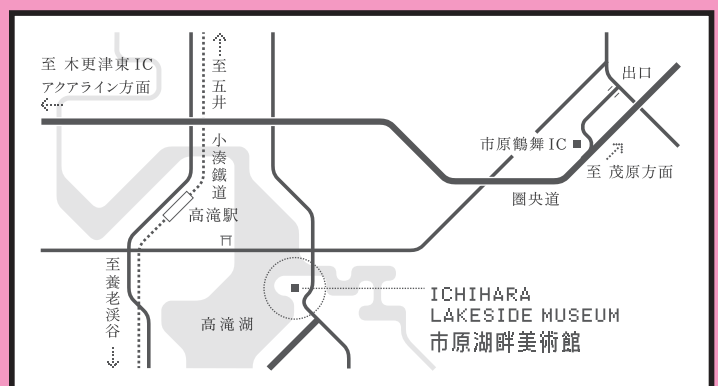 至 木更津東IC
アクアライン方面
至 五井
小湊鐵道
高滝駅
至 養老渓谷
高滝湖
出口
市原鶴舞IC
至 茂原方面
圏央道
ICHIHARA
LAKESIDE MUSEUM
市原湖畔美術館